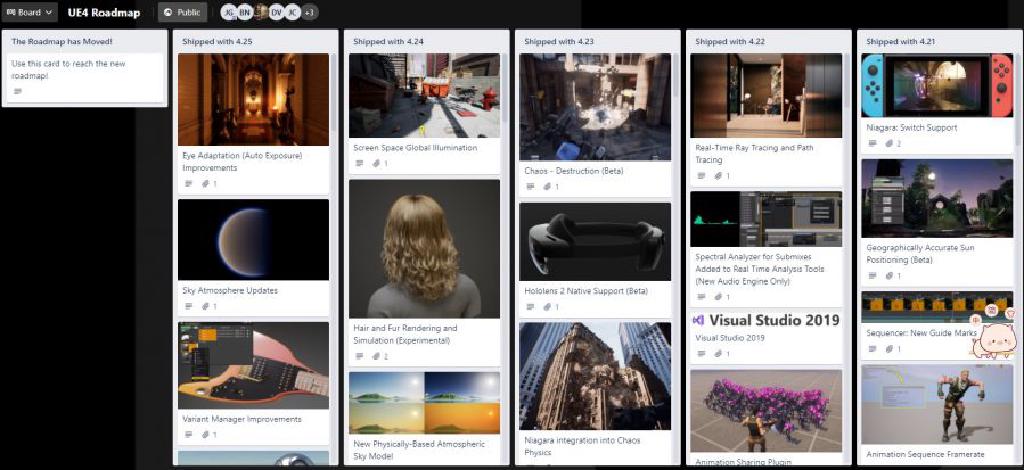 Board
UE4 Roadmap
Public
JG
BN
DV
JC
+3
The Roadmap has Moved!
Use this card to reach the new
roadmap!
Shipped with 4.25
Eye Adaptation (Auto Exposure)
Improvements
1
Sky Atmosphere Updates
1
Variant Manager Improvements
1
Shipped with 4.24
Screen Space Global Illumination
1
Hair and Fur Rendering and
Simulation (Experimental)
2
New Physically-Based Atmospheric
Sky Model
Shipped with 4.23
Chaos - Destruction (Beta)
1
Hololens 2 Native Support (Beta)
1
Niagara integration into Chaos
Physics
1
Shipped with 4.22
Real-Time Ray Tracing and Path
Tracing
1
Spectral Analyzer for Submixes
Added to Real Time Analysis Tools
(New Audio Engine Only)
1
Visual Studio 2019
Visual Studio 2019
1
Animation Sharing Plugin
Shipped with 4.21
Niagara: Switch Support
2
Geographically Accurate Sun
Positioning (Beta)
1
Sequencer: New Guide Marks
1
Animation Sequence Framerate